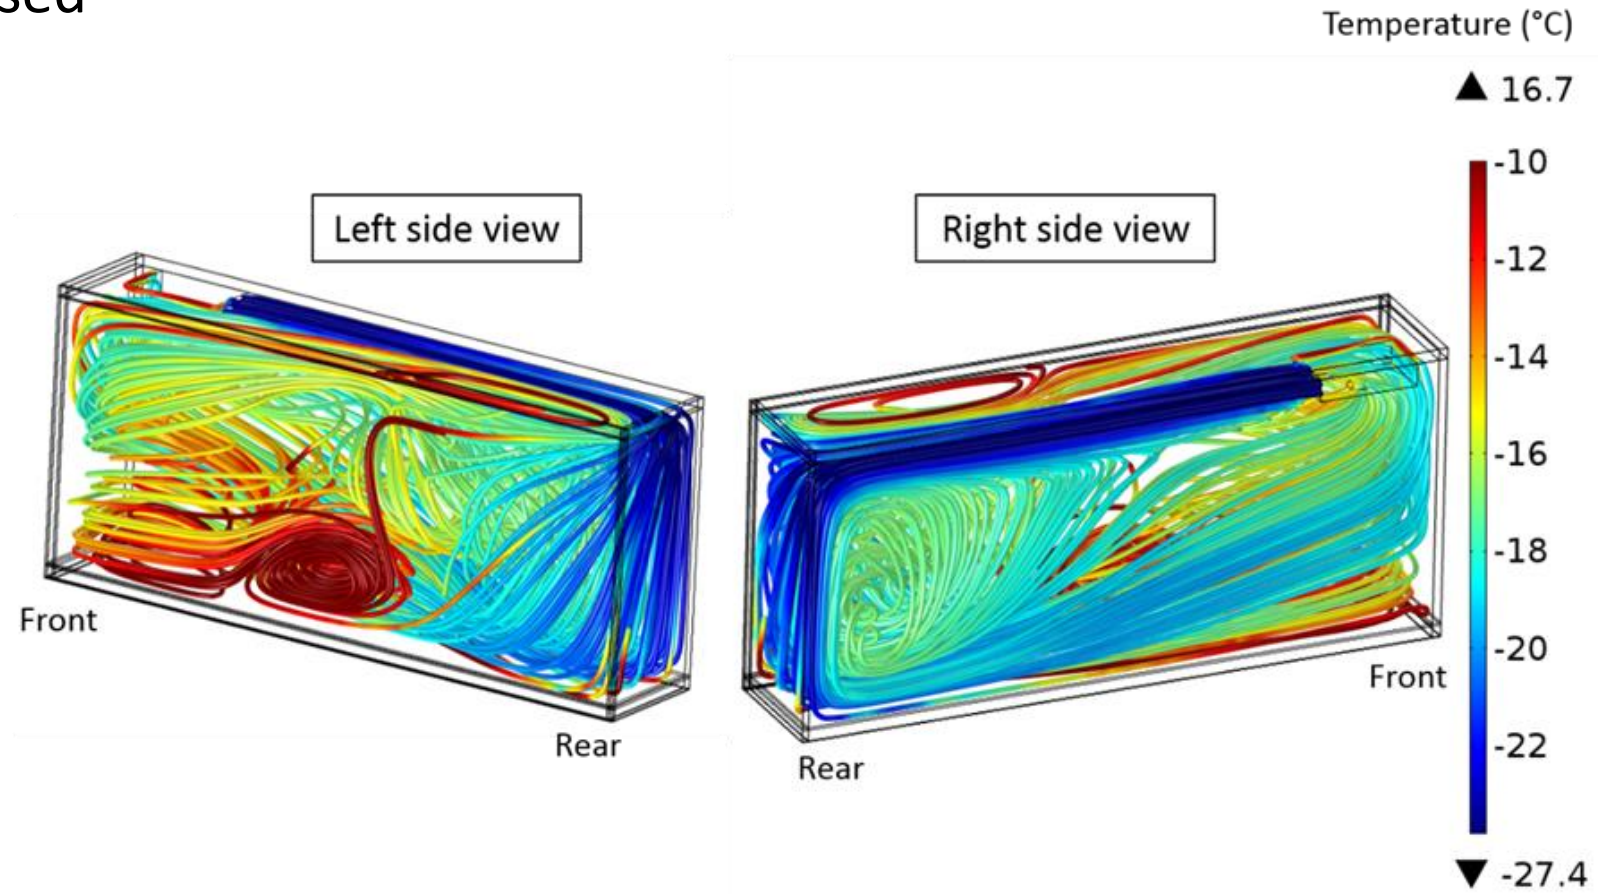 Temperature (°C)
▲ 16.7
-10
Left side view
Right side view
-12
-14
-16
-18
Front
-20
Front
Rear
-22
Rear
▼ -27.4